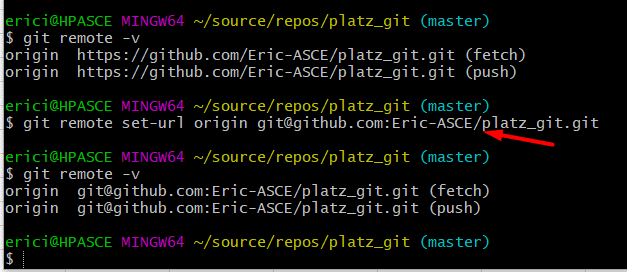 erici@HPASCE MINGW64 ~/source/repos/platz_git (master)
$ git remote -v
origin  https://github.com/Eric-ASCE/platz_git.git (fetch)
origin  https://github.com/Eric-ASCE/platz_git.git (push)
erici@HPASCE MINGW64 ~/source/repos/platz_git (master)
$ git remote set-url origin git@github.com:Eric-ASCE/platz_git.git
erici@HPASCE MINGW64 ~/source/repos/platz_git (master)
$ git remote -v
origin  git@github.com:Eric-ASCE/platz_git.git (fetch)
origin  git@github.com:Eric-ASCE/platz_git.git (push)
erici@HPASCE MINGW64 ~/source/repos/platz_git (master)
$